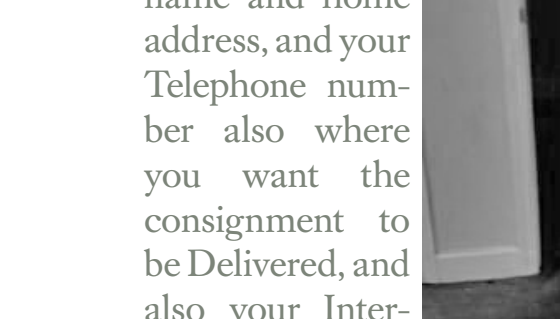 name and home
address, and your
Telephone num-
ber also where
you want the
consignment to
be Delivered, and
also your Inter-